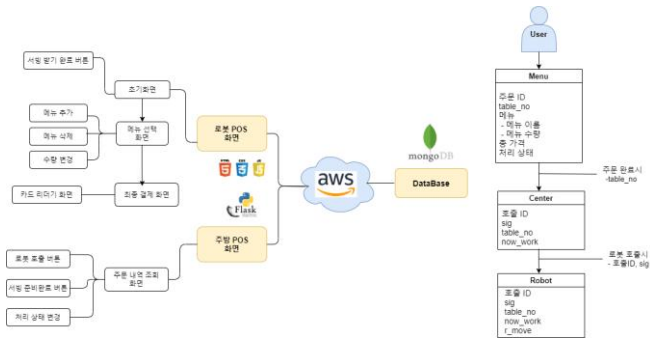 서빙 받기 완료 버튼
초기화면
메뉴 추가
메뉴 삭제
수량 변경
메뉴 선택
화면
카드 리더기 화면
최종 결제 화면
로봇 POS
화면
HTML
CSS
JS
Flask
주방 POS
화면
로봇 호출 버튼
서빙 준비완료 버튼
처리 상태 변경
주문 내역 조회
화면
aws
mongoDB
DataBase
User
Menu
주문 ID
table_no
메뉴
- 메뉴 이름
- 메뉴 수량
총 가격
처리 상태
주문 완료시
-table_no
Center
호출 ID
sig
table_no
now_work
로봇 호출시
- 호출ID, sig
Robot
호출 ID
sig
table_no
now_work
r_move